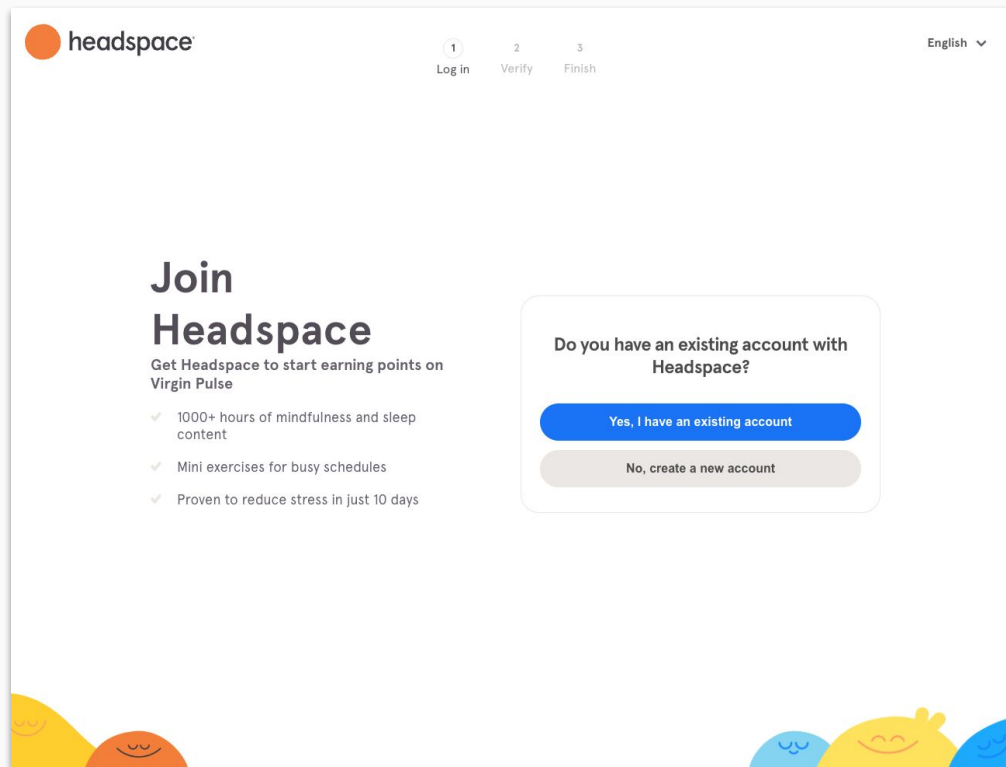 headspace
1 2 3
Log in Verify Finish
English
Join
Headspace
Get Headspace to start earning points on
Virgin Pulse
1000+ hours of mindfulness and sleep
content
Mini exercises for busy schedules
Proven to reduce stress in just 10 days
Do you have an existing account with
Headspace?
Yes, I have an existing account
No, create a new account